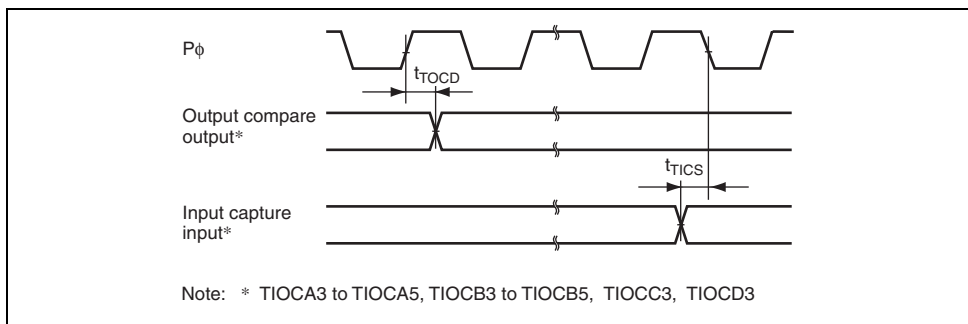 Pϕ
tTOCD
Output compare
output*
tTICS
Input capture
input*
Note: * TIOCA3 to TIOCA5, TIOCB3 to TIOCB5, TIOCC3, TIOCD3